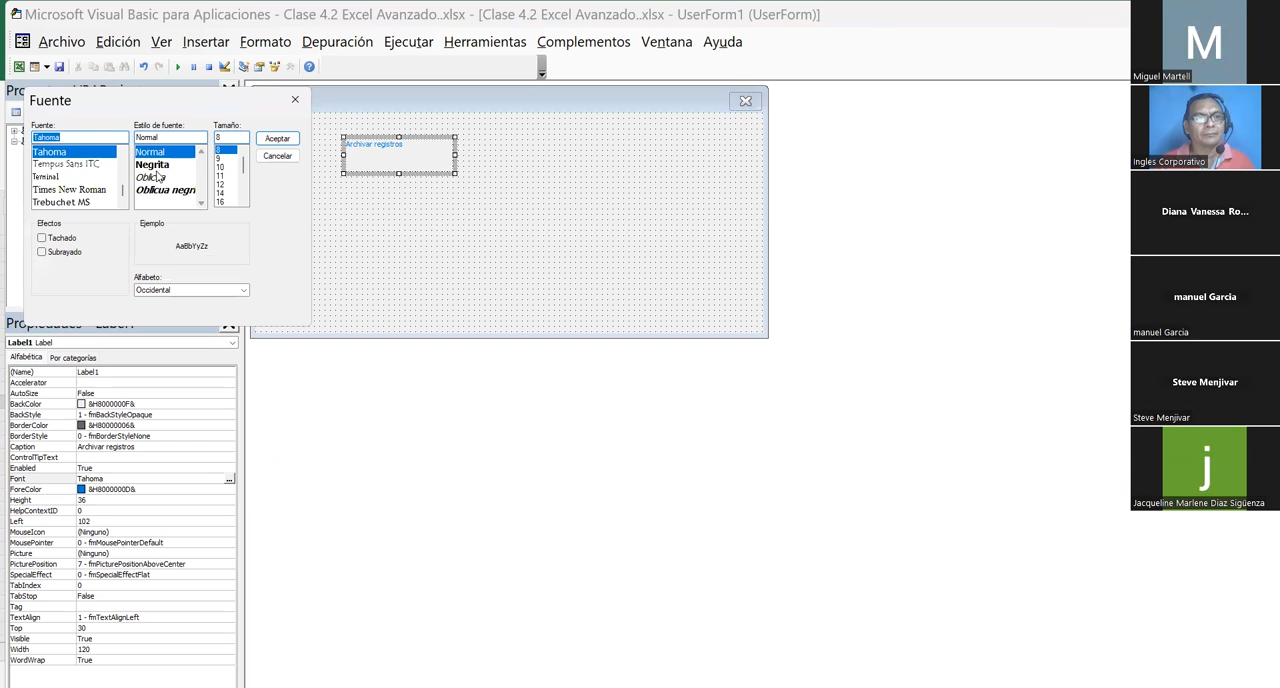 Microsoft Visual Basic para Aplicaciones - Clase 4.2 Excel Avanzado..xlsx - [Clase 4.2 Excel Avanzado..xlsx - UserForm1 (UserForm)]
Archivo Edición Ver Insertar Formato Depuración Ejecutar Herramientas Complementos Ventana Ayuda
Fuente
Fuente: Estilo de fuente: Tamaño:
Tahoma Normal 8 Aceptar
Tahoma Normal 8
Tempus Sans ITC Negrita 9 Cancelar
Terminal Oblicua 10
Times New Roman Oblicua negri 11
Trebuchet MS 12
14
16
Efectos Ejemplo
Tachado
Subrayado AaBbYyZz
Alfabeto:
Occidental
Archivar registros
Label1 Label
Alfabética Por categorías
(Name) Label1
Accelerator
AutoSize False
BackColor &H8000000F&
BackStyle 1 - fmBackStyleOpaque
BorderColor &H80000006&
BorderStyle 0 - fmBorderStyleNone
Caption Archivar registros
ControlTipText
Enabled True
Font Tahoma ...
ForeColor &H8000000D&
Height 36
HelpContextID 0
Left 102
MouseIcon (Ninguno)
MousePointer 0 - fmMousePointerDefault
Picture (Ninguno)
PicturePosition 7 - fmPicturePositionAboveCenter
SpecialEffect 0 - fmSpecialEffectFlat
TabIndex 0
TabStop False
Tag
TextAlign 1 - fmTextAlignLeft
Top 30
Visible True
Width 120
WordWrap True
M
Miguel Martell
Ingles Corporativo
Diana Vanessa Ro...
manuel Garcia
manuel Garcia
Steve Menjivar
Steve Menjivar
j
Jacqueline Marlene Diaz Sigüenza